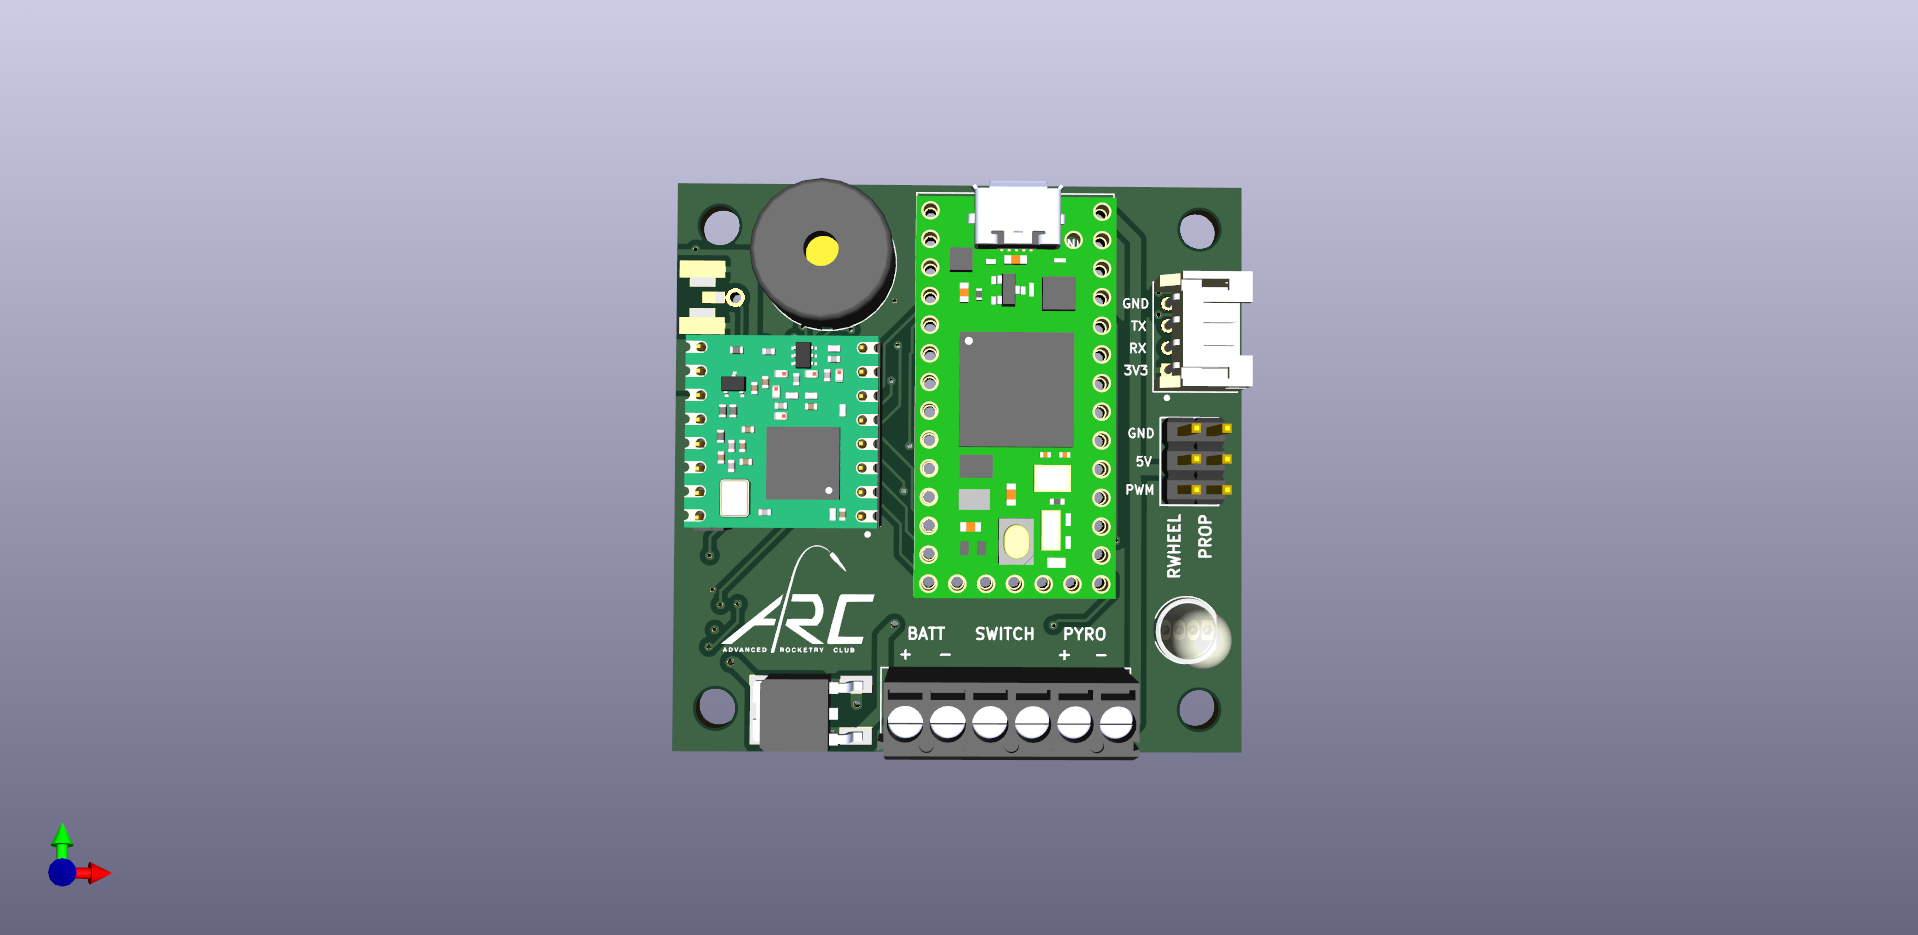 GND
TX
RX
3V3
GND
5V
PWM
RWHEEL
PROP
ARC
ADVANCED ROCKETRY CLUB
BATT SWITCH PYRO
+ − + −